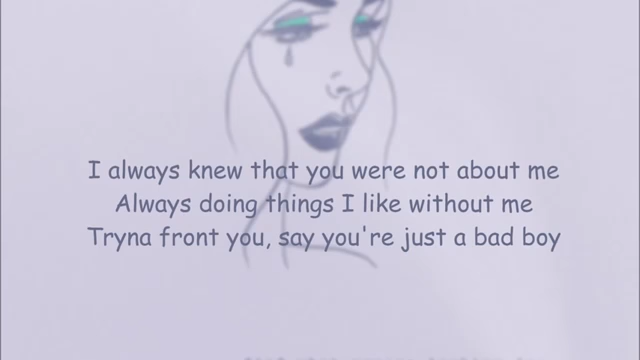 I always knew that you were not about me
Always doing things I like without me
Tryna front you, say you're just a bad boy